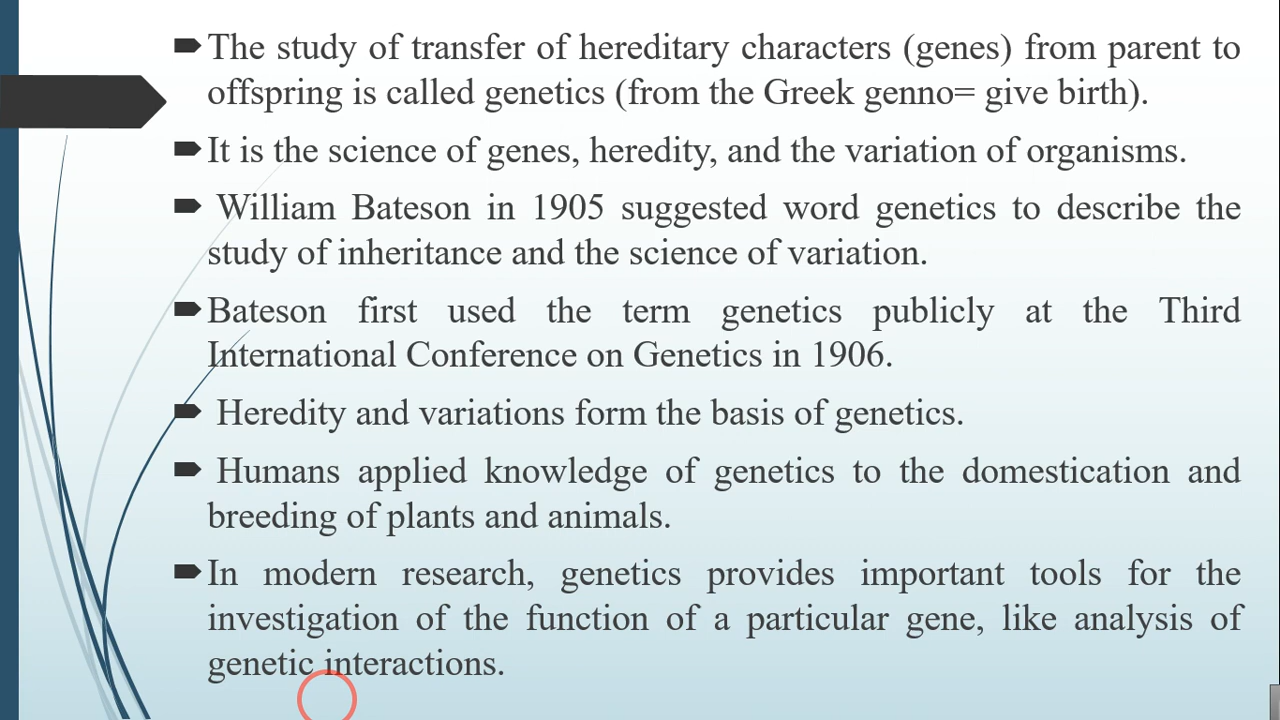 The study of transfer of hereditary characters (genes) from parent to
offspring is called genetics (from the Greek genno= give birth).
It is the science of genes, heredity, and the variation of organisms.
William Bateson in 1905 suggested word genetics to describe the
study of inheritance and the science of variation.
Bateson first used the term genetics publicly at the Third
International Conference on Genetics in 1906.
Heredity and variations form the basis of genetics.
Humans applied knowledge of genetics to the domestication and
breeding of plants and animals.
In modern research, genetics provides important tools for the
investigation of the function of a particular gene, like analysis of
genetic interactions.